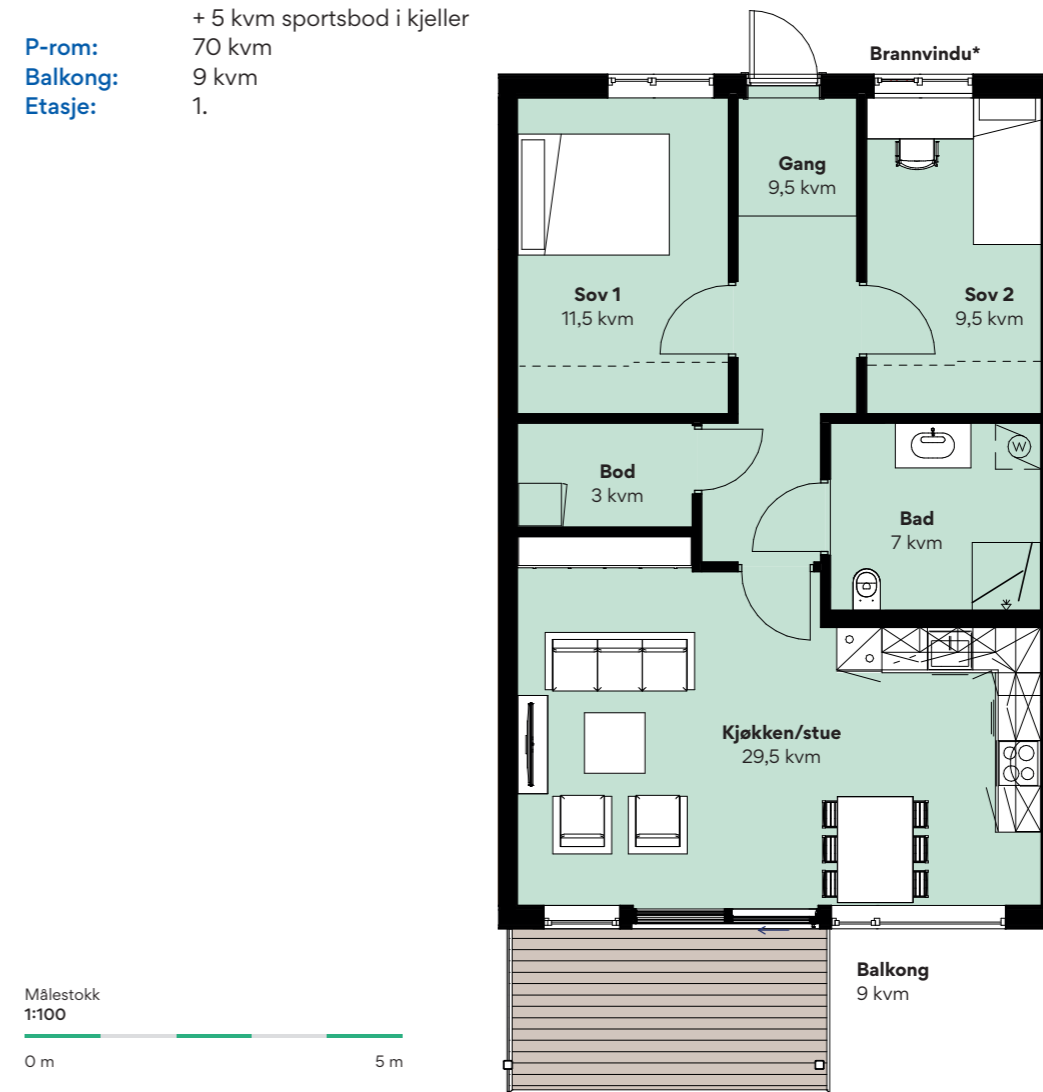 + 5 kvm sportsbod i kjeller
P-rom: 70 kvm
Balkong: 9 kvm
Etasje: 1.
Brannvindu*
Gang
9,5 kvm
Sov 1
11,5 kvm
Sov 2
9,5 kvm
Bod
3 kvm
W
Bad
7 kvm
Kjøkken/stue
29,5 kvm
Balkong
9 kvm
Målestokk
1:100
0 m 5 m